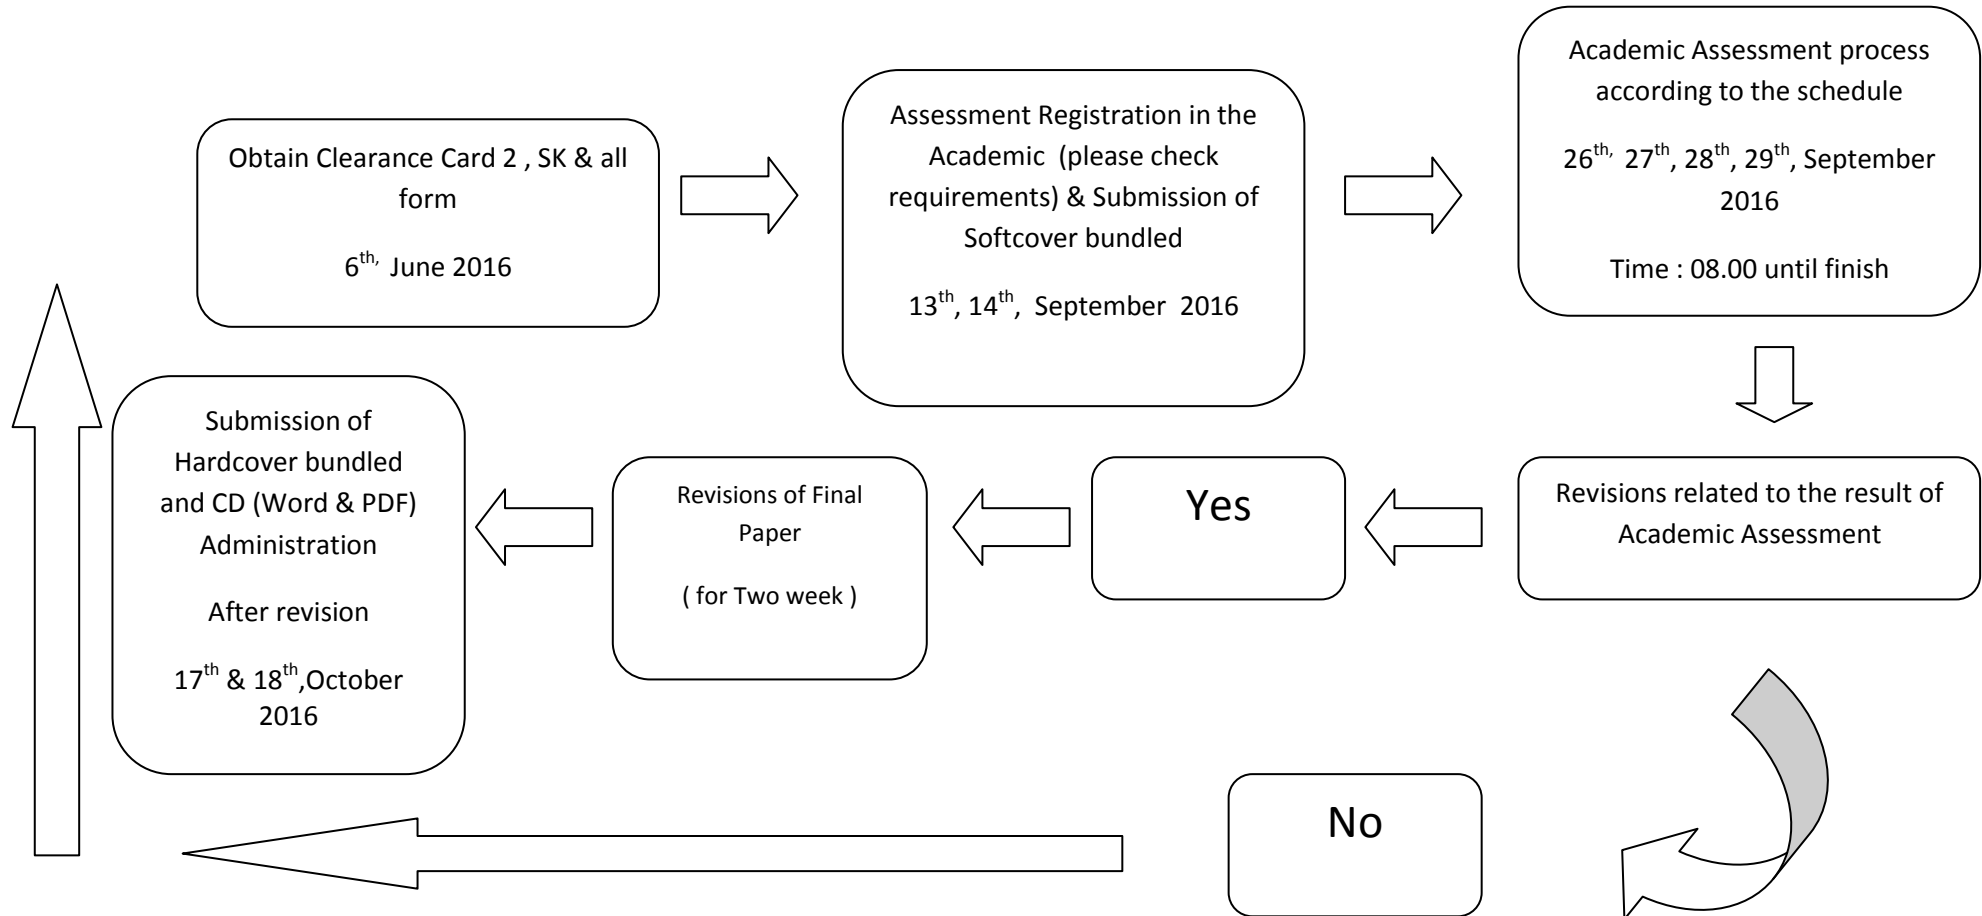 Obtain Clearance Card 2 , SK & all
form
6th, June 2016
Assessment Registration in the
Academic (please check
requirements) & Submission of
Softcover bundled
13th, 14th, September 2016
Academic Assessment process
according to the schedule
26th, 27th, 28th, 29th, September
2016
Time : 08.00 until finish
Revisions related to the result of
Academic Assessment
Yes
Revisions of Final
Paper
( for Two week )
Submission of
Hardcover bundled
and CD (Word & PDF)
Administration
After revision
17th & 18th,October
2016
No